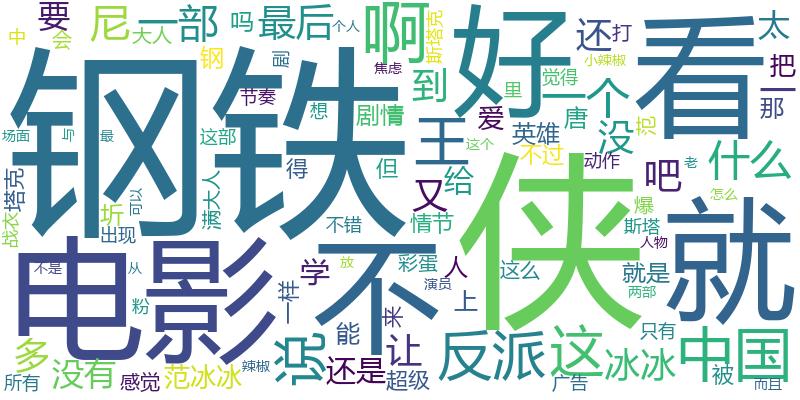 中 会 尼 一部 吗 最后 个人 啊 斯塔克 好 看 还 打 太
要 大人 钢 剧 焦虑 小辣椒 把
钢铁 节奏 想 剧情 到 里 觉得 一个 那
场面 与 最 这部 王 爱 英雄 唐 没 范
塔克 满大人 得 但 又 给 这个 不过 动作 吧 老 什么
战衣 坼 可以 出现 不错 情节 侠 爆 斯塔 怎么 就
电影 不是 从 粉 一样 学 放 不 彩蛋 演员 人 上 这么 人物 就是 两部
多 没有 感觉 范冰冰 辣椒 说 能 还是 来 让 超级 反派 这 冰冰 只有 中国
所有 广告 被 而且